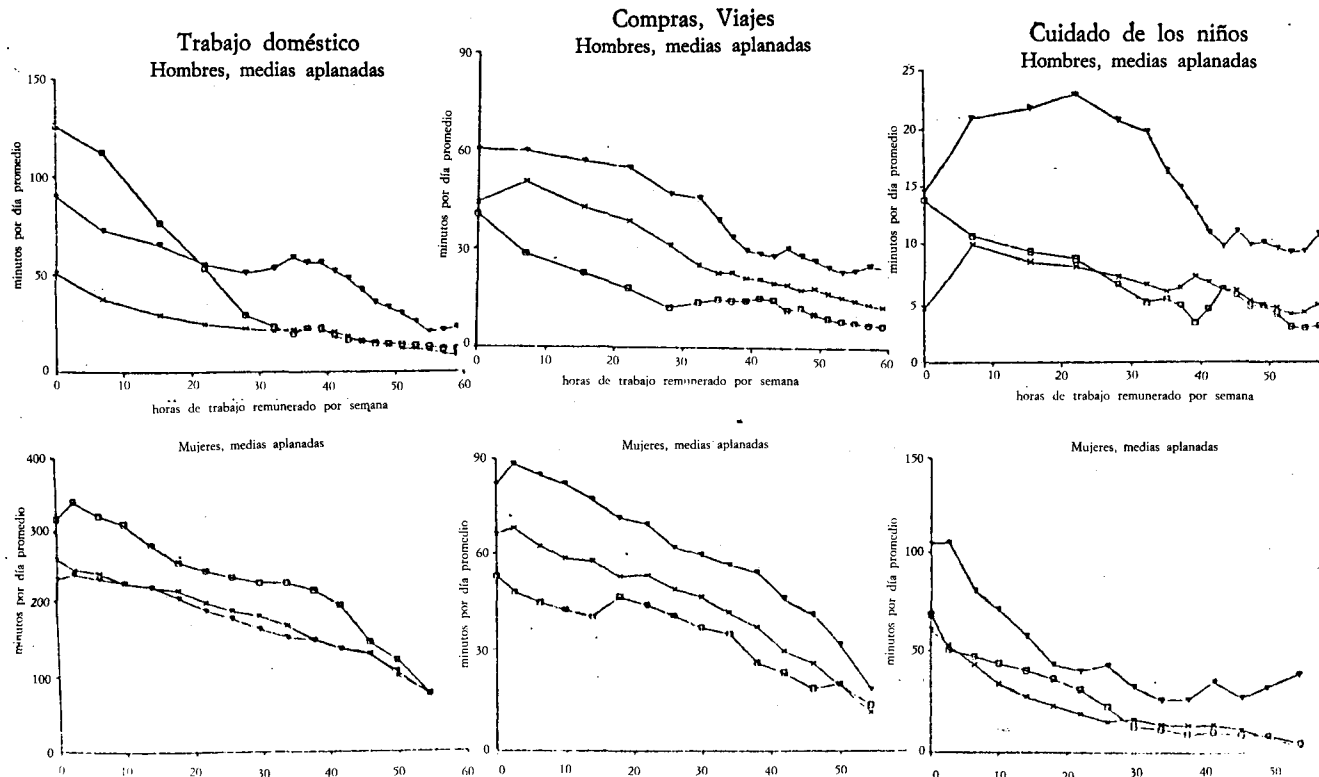 Trabajo doméstico
Hombres, medias aplanadas
150
100
50
0
minutos por día promedio
0 10 20 30 40 50 60
horas de trabajo remunerado por semana
Compras, Viajes
Hombres, medias aplanadas
90
60
30
0
minutos por día promedio
0 10 20 30 40 50 60
horas de trabajo remunerado por semana
Cuidado de los niños
Hombres, medias aplanadas
25
20
15
10
5
0
minutos por día promedio
0 10 20 30 40 50
horas de trabajo remunerado por semana
Mujeres, medias aplanadas
400
300
200
100
0
minutos por día promedio
0 10 20 30 40 50 60
Mujeres, medias aplanadas
90
60
30
0
minutos por día promedio
0 10 20 30 40 50
Mujeres, medias aplanadas
150
100
50
0
minutos por día promedio
0 10 20 30 40 50